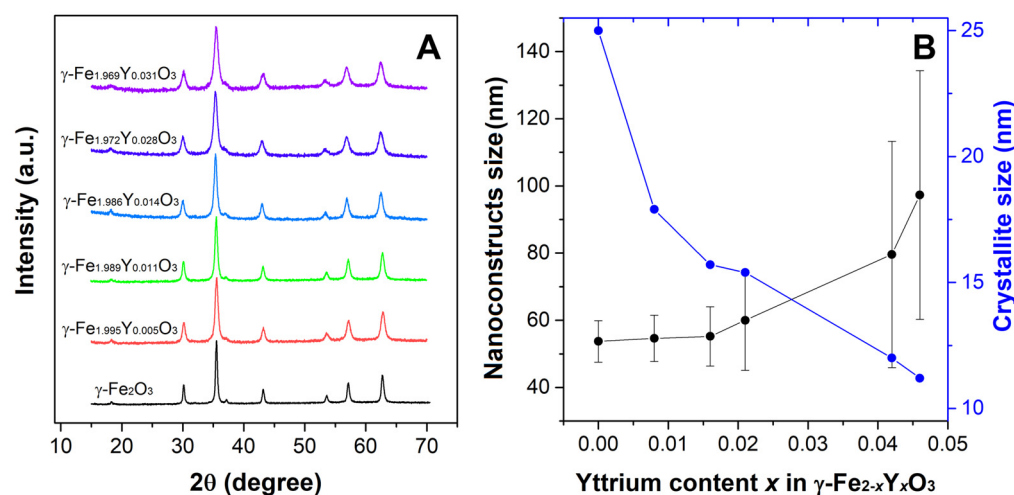 A
γ-Fe1.969Y0.031O3
γ-Fe1.972Y0.028O3
γ-Fe1.986Y0.014O3
γ-Fe1.989Y0.011O3
γ-Fe1.995Y0.005O3
γ-Fe2O3
Intensity (a.u.)
10 20 30 40 50 60 70
2θ (degree)
B
140
120
100
80
60
40
Nanoconstructs size(nm)
25
20
15
10
Crystallite size (nm)
0.00 0.01 0.02 0.03 0.04 0.05
Yttrium content x in γ-Fe2-xYxO3